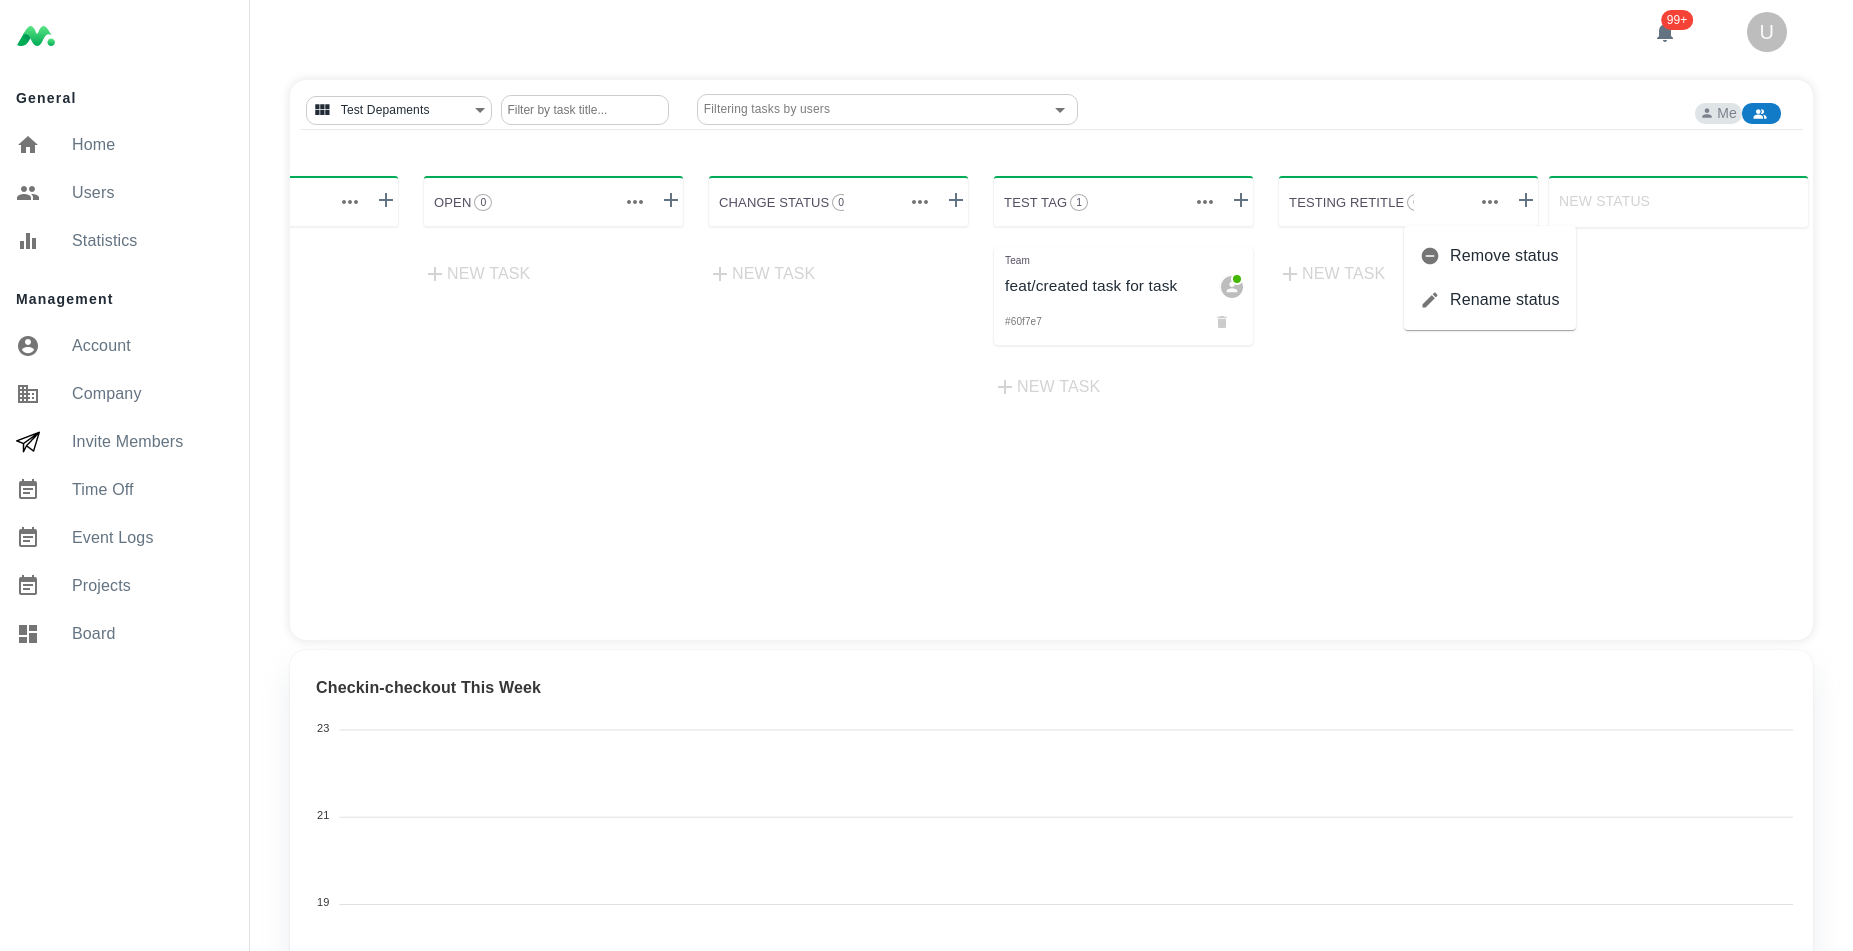 99+
U
General
Home
Users
Statistics
Management
Account
Company
Invite Members
Time Off
Event Logs
Projects
Board
Test Depaments
Filter by task title...
Filtering tasks by users
Me
OPEN 0
CHANGE STATUS 0
TEST TAG 1
TESTING RETITLE
NEW STATUS
NEW TASK
NEW TASK
Team
feat/created task for task
#60f7e7
NEW TASK
NEW TASK
Remove status
Rename status
Checkin-checkout This Week
23
21
19